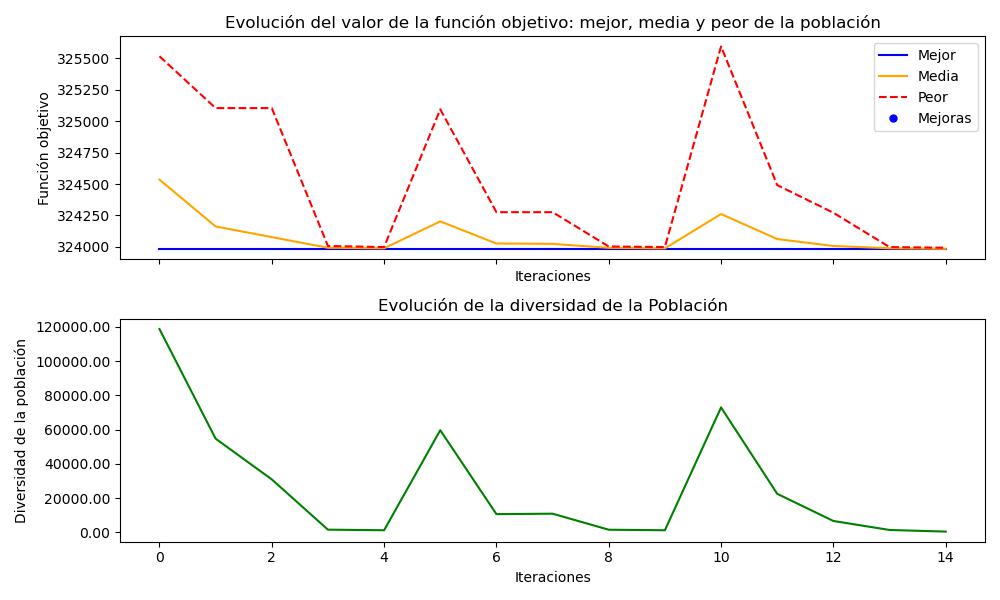 Evolución del valor de la función objetivo: mejor, media y peor de la población
325500
325250
325000
324750
324500
324250
324000
Función objetivo
Mejor
Media
Peor
Mejoras
Iteraciones
Evolución de la diversidad de la Población
120000.00
100000.00
80000.00
60000.00
40000.00
20000.00
0.00
Diversidad de la población
0 2 4 6 8 10 12 14
Iteraciones